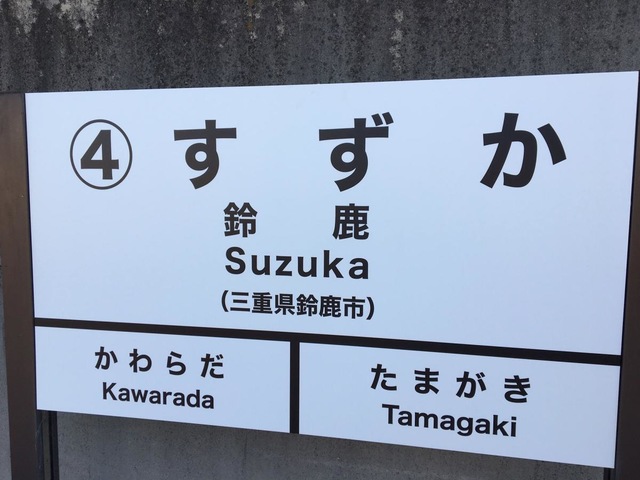 ④ すずか
鈴鹿
Suzuka
(三重県鈴鹿市)
かわらだ
Kawarada
たまがき
Tamagaki